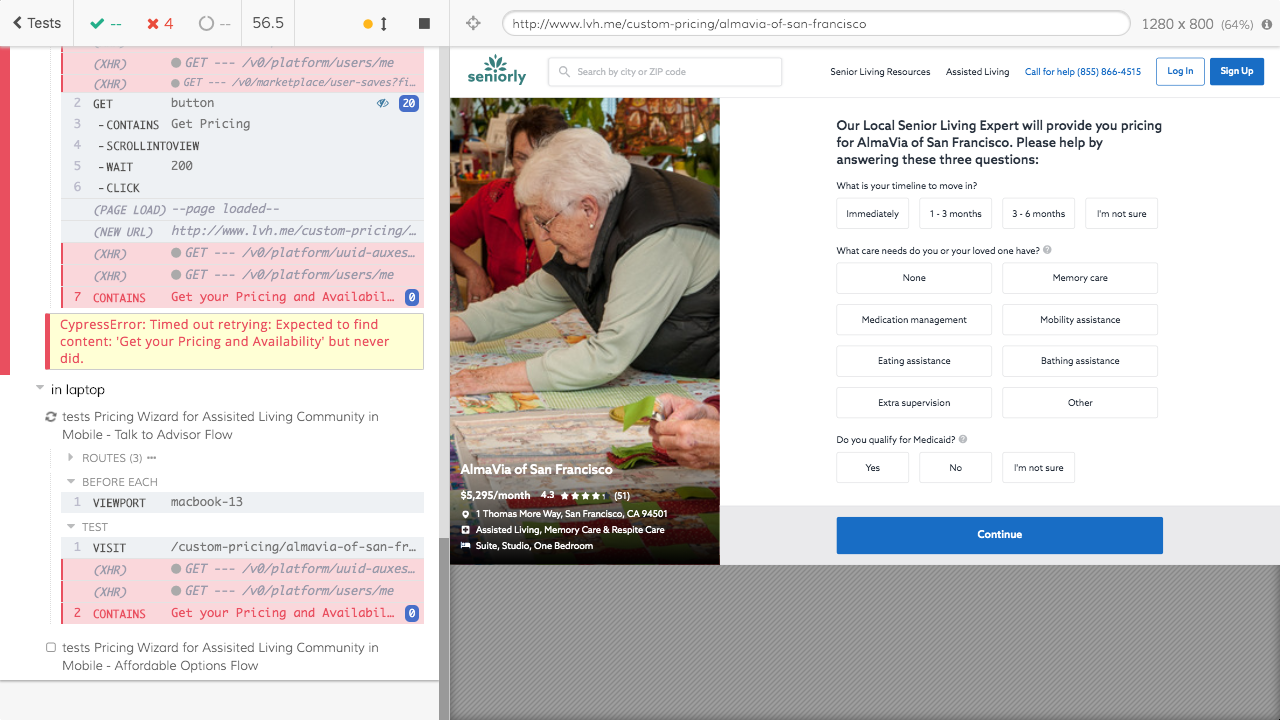 Tests
--
4
--
56.5
http://www.lvh.me/custom-pricing/almavia-of-san-francisco
1280 x 800 (64%)
(XHR) GET --- /v0/platform/users/me
(XHR) GET --- /v0/marketplace/user-saves?fi...
2 GET button 20
3 -CONTAINS Get Pricing
4 -SCROLLINTOVIEW
5 -WAIT 200
6 -CLICK
(PAGE LOAD) --page loaded--
(NEW URL) http://www.lvh.me/custom-pricing/...
(XHR) GET --- /v0/platform/uuid-auxes...
(XHR) GET --- /v0/platform/users/me
7 CONTAINS Get your Pricing and Availabil... 0
CypressError: Timed out retrying: Expected to find
content: 'Get your Pricing and Availability' but never
did.
in laptop
tests Pricing Wizard for Assisited Living Community in
Mobile - Talk to Advisor Flow
ROUTES (3)
BEFORE EACH
1 VIEWPORT macbook-13
TEST
1 VISIT /custom-pricing/almavia-of-san-fr...
(XHR) GET --- /v0/platform/uuid-auxes...
(XHR) GET --- /v0/platform/users/me
2 CONTAINS Get your Pricing and Availabil... 0
tests Pricing Wizard for Assisited Living Community in
Mobile - Affordable Options Flow
seniorly
Search by city or ZIP code
Senior Living Resources
Assisted Living
Call for help (855) 866-4515
Log In
Sign Up
AlmaVia of San Francisco
$5,295/month 4.3 (51)
1 Thomas More Way, San Francisco, CA 94501
Assisted Living, Memory Care & Respite Care
Suite, Studio, One Bedroom
Our Local Senior Living Expert will provide you pricing
for AlmaVia of San Francisco. Please help by
answering these three questions:
What is your timeline to move in?
Immediately 1 - 3 months 3 - 6 months I'm not sure
What care needs do you or your loved one have?
None Memory care
Medication management Mobility assistance
Eating assistance Bathing assistance
Extra supervision Other
Do you qualify for Medicaid?
Yes No I'm not sure
Continue